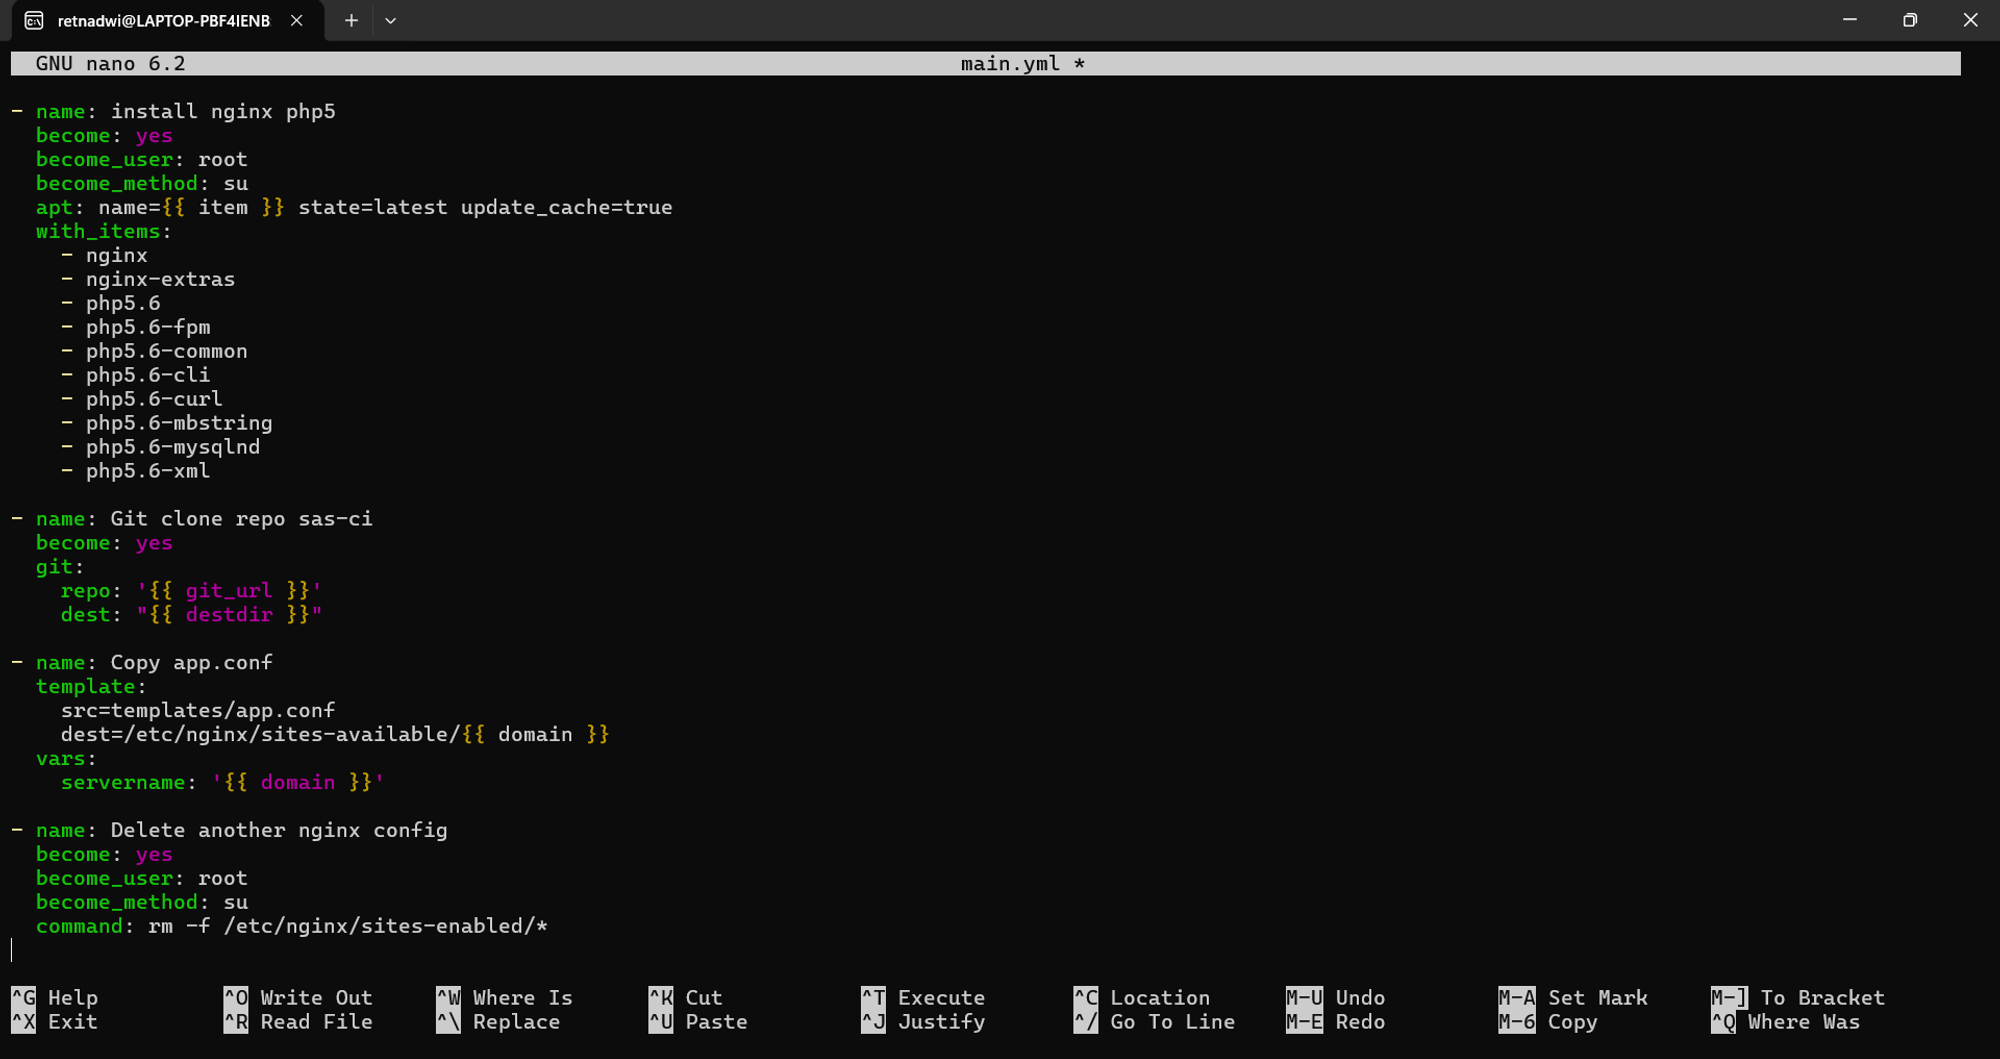 retnadwi@LAPTOP-PBF4IENB
GNU nano 6.2 main.yml *
- name: install nginx php5
  become: yes
  become_user: root
  become_method: su
  apt: name={{ item }} state=latest update_cache=true
  with_items:
    - nginx
    - nginx-extras
    - php5.6
    - php5.6-fpm
    - php5.6-common
    - php5.6-cli
    - php5.6-curl
    - php5.6-mbstring
    - php5.6-mysqlnd
    - php5.6-xml
- name: Git clone repo sas-ci
  become: yes
  git:
    repo: '{{ git_url }}'
    dest: "{{ destdir }}"
- name: Copy app.conf
  template:
    src=templates/app.conf
    dest=/etc/nginx/sites-available/{{ domain }}
  vars:
    servername: '{{ domain }}'
- name: Delete another nginx config
  become: yes
  become_user: root
  become_method: su
  command: rm -f /etc/nginx/sites-enabled/*
^G Help ^O Write Out ^W Where Is ^K Cut ^T Execute ^C Location M-U Undo M-A Set Mark M-] To Bracket
^X Exit ^R Read File ^\ Replace ^U Paste ^J Justify ^/ Go To Line M-E Redo M-6 Copy ^Q Where Was